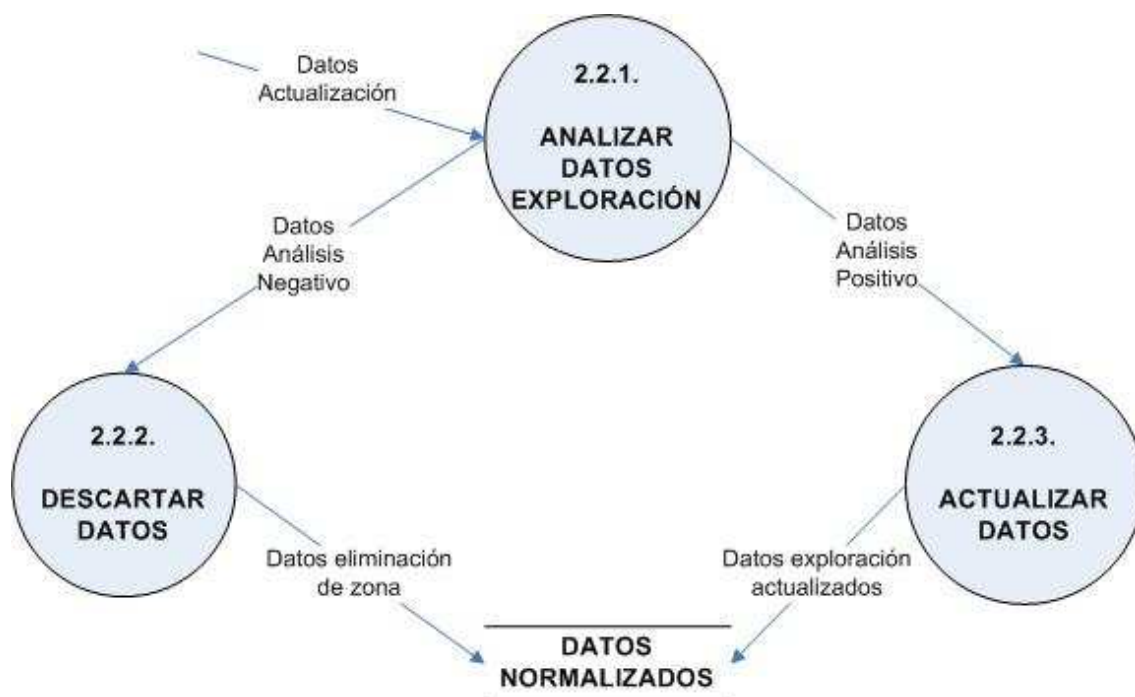 Datos
Actualización
2.2.1.
ANALIZAR
DATOS
EXPLORACIÓN
Datos
Análisis
Negativo
Datos
Análisis
Positivo
2.2.2.
DESCARTAR
DATOS
2.2.3.
ACTUALIZAR
DATOS
Datos eliminación
de zona
Datos exploración
actualizados
DATOS
NORMALIZADOS